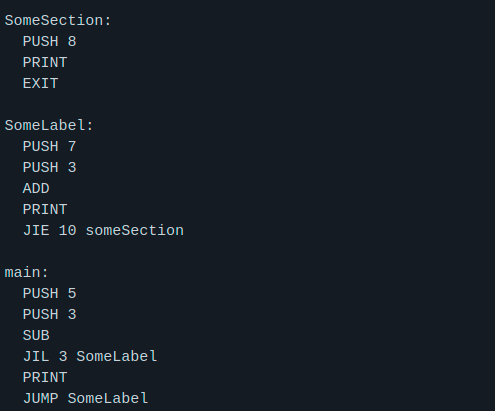 SomeSection:
  PUSH 8
  PRINT
  EXIT

SomeLabel:
  PUSH 7
  PUSH 3
  ADD
  PRINT
  JIE 10 someSection

main:
  PUSH 5
  PUSH 3
  SUB
  JIL 3 SomeLabel
  PRINT
  JUMP SomeLabel